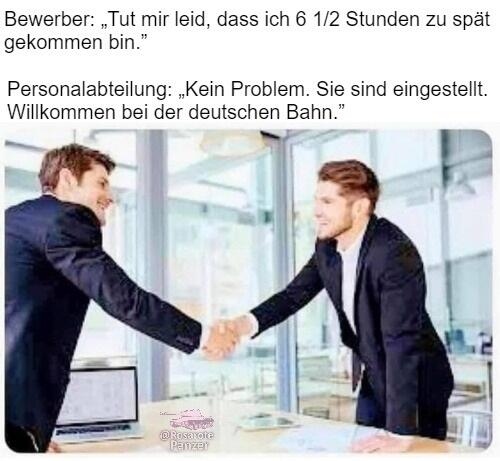 Bewerber: „Tut mir leid, dass ich 6 1/2 Stunden zu spät
gekommen bin.”
Personalabteilung: „Kein Problem. Sie sind eingestellt.
Willkommen bei der deutschen Bahn.”
@Rosarote
Panzer